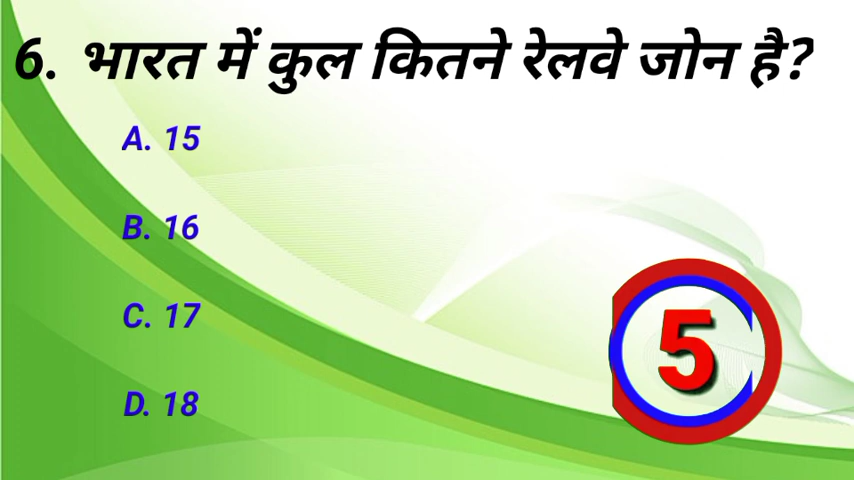 6. भारत में कुल कितने रेलवे जोन है?
A. 15
B. 16
C. 17
D. 18
5